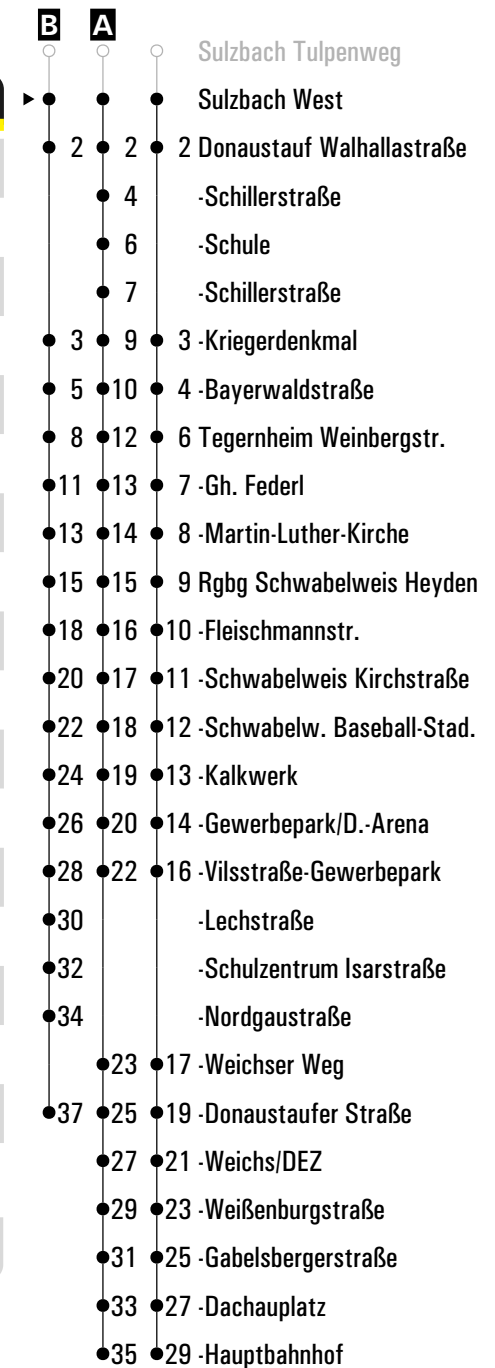 B A
Sulzbach Tulpenweg
Sulzbach West
2 2 2 Donaustauf Walhallastraße
4 -Schillerstraße
6 -Schule
7 -Schillerstraße
3 9 3 -Kriegerdenkmal
5 10 4 -Bayerwaldstraße
8 12 6 Tegernheim Weinbergstr.
11 13 7 -Gh. Federl
13 14 8 -Martin-Luther-Kirche
15 15 9 Rgbg Schwabelweis Heyden
18 16 10 -Fleischmannstr.
20 17 11 -Schwabelweis Kirchstraße
22 18 12 -Schwabelw. Baseball-Stad.
24 19 13 -Kalkwerk
26 20 14 -Gewerbepark/D.-Arena
28 22 16 -Vilsstraße-Gewerbepark
30 -Lechstraße
32 -Schulzentrum Isarstraße
34 -Nordgaustraße
23 17 -Weichser Weg
37 25 19 -Donaustaufer Straße
27 21 -Weichs/DEZ
29 23 -Weißenburgstraße
31 25 -Gabelsbergerstraße
33 27 -Dachauplatz
35 29 -Hauptbahnhof